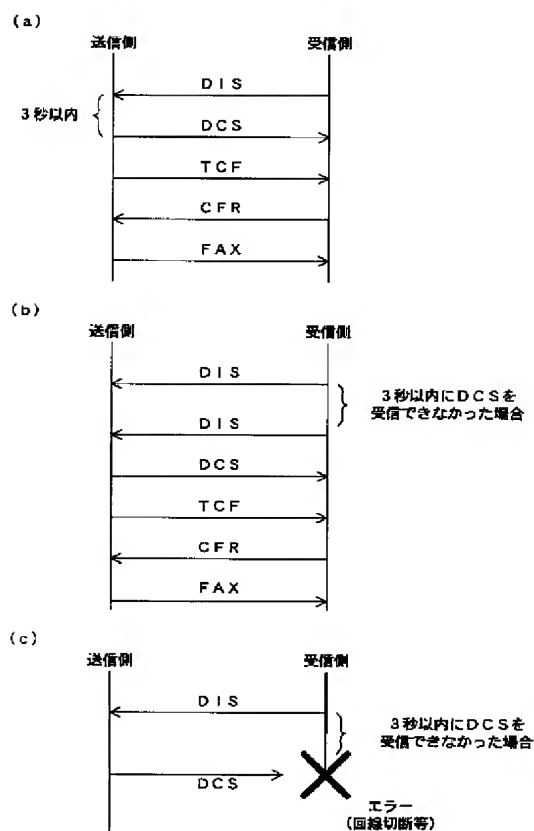 (a)
送信側 受信側
DIS
3秒以内
DCS
TCF
CFR
FAX
(b)
送信側 受信側
DIS
3秒以内にDCSを
受信できなかった場合
DIS
DCS
TCF
CFR
FAX
(c)
送信側 受信側
DIS
3秒以内にDCSを
受信できなかった場合
DCS
エラー
(回線切断等)